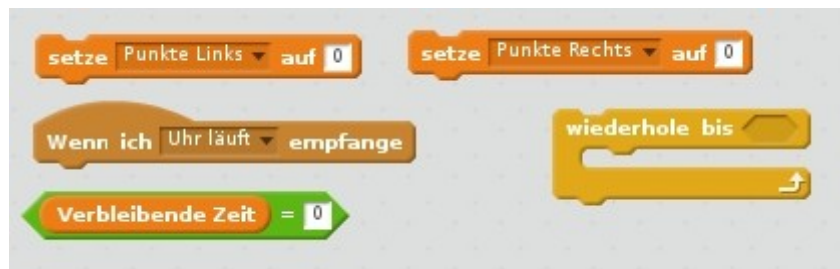 setze Punkte Links auf 0
setze Punkte Rechts auf 0
Wenn ich Uhr läuft empfange
wiederhole bis
Verbleibende Zeit = 0